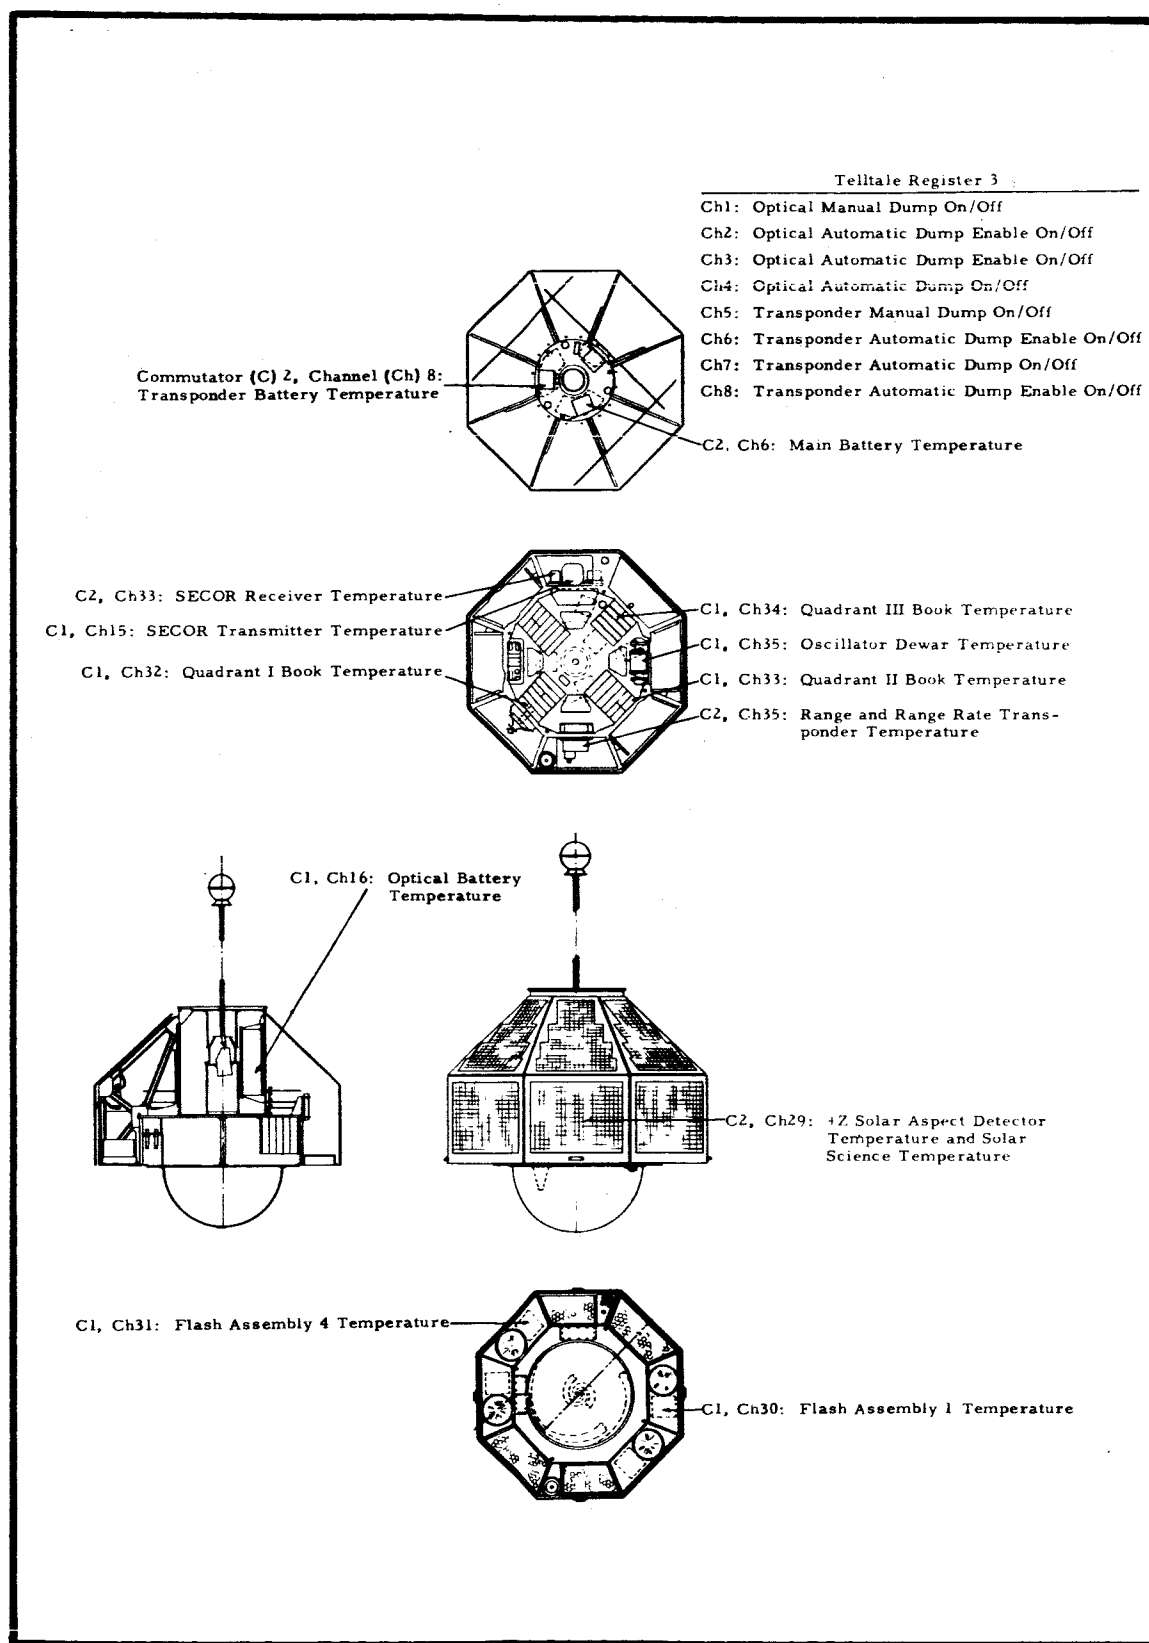 Telltale Register 3
Ch1: Optical Manual Dump On/Off
Ch2: Optical Automatic Dump Enable On/Off
Ch3: Optical Automatic Dump Enable On/Off
Ch4: Optical Automatic Dump On/Off
Ch5: Transponder Manual Dump On/Off
Ch6: Transponder Automatic Dump Enable On/Off
Ch7: Transponder Automatic Dump On/Off
Ch8: Transponder Automatic Dump Enable On/Off
Commutator (C) 2, Channel (Ch) 8:
Transponder Battery Temperature
C2, Ch6: Main Battery Temperature
C2, Ch33: SECOR Receiver Temperature
C1, Ch15: SECOR Transmitter Temperature
C1, Ch32: Quadrant I Book Temperature
C1, Ch34: Quadrant III Book Temperature
C1, Ch35: Oscillator Dewar Temperature
C1, Ch33: Quadrant II Book Temperature
C2, Ch35: Range and Range Rate Trans-
ponder Temperature
C1, Ch16: Optical Battery
Temperature
C2, Ch29: +Z Solar Aspect Detector
Temperature and Solar
Science Temperature
C1, Ch31: Flash Assembly 4 Temperature
C1, Ch30: Flash Assembly 1 Temperature